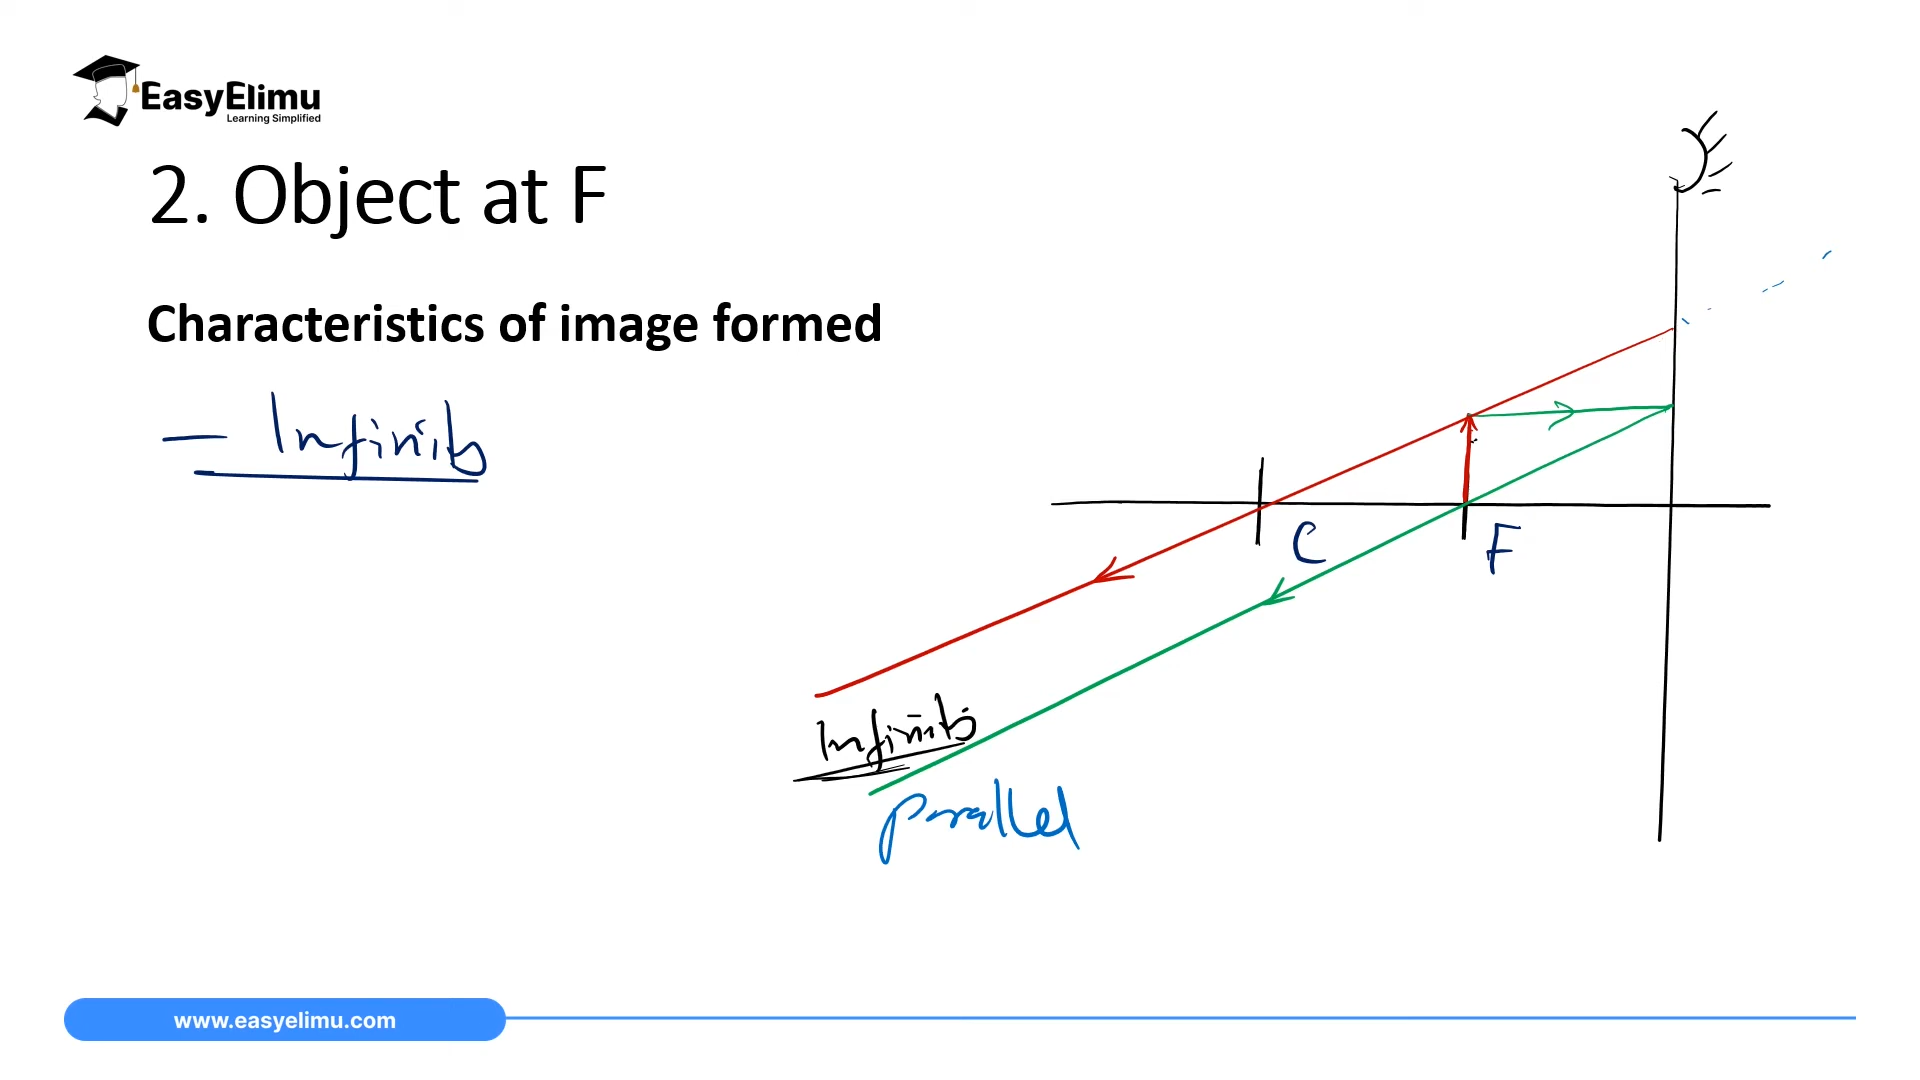 EasyElimu
Learning Simplified
2. Object at F
Characteristics of image formed
— Infinity
C
F
Infinity
parallel
www.easyelimu.com